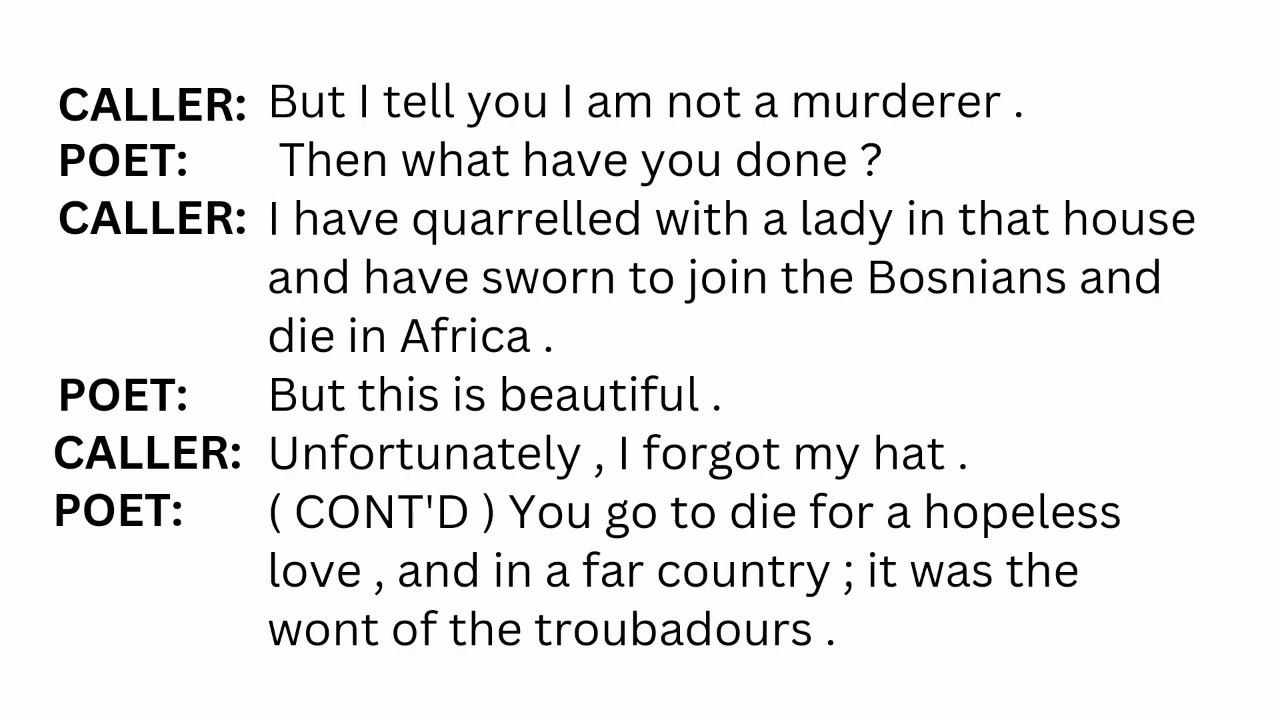 CALLER: But I tell you I am not a murderer .
POET: Then what have you done ?
CALLER: I have quarrelled with a lady in that house
and have sworn to join the Bosnians and
die in Africa .
POET: But this is beautiful .
CALLER: Unfortunately , I forgot my hat .
POET: ( CONT'D ) You go to die for a hopeless
love , and in a far country ; it was the
wont of the troubadours .